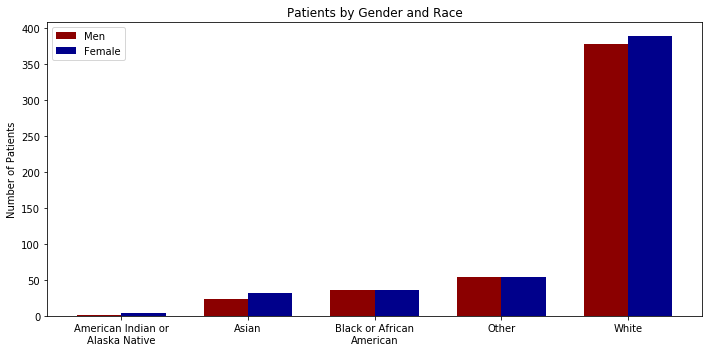 Patients by Gender and Race
Men
Female
Number of Patients
400
350
300
250
200
150
100
50
0
American Indian or
Alaska Native
Asian
Black or African
American
Other
White